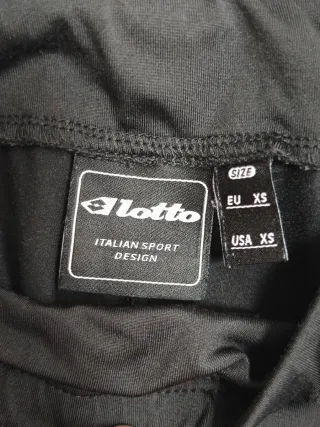 lotto
ITALIAN SPORT
DESIGN
SIZE
EU XS
USA XS